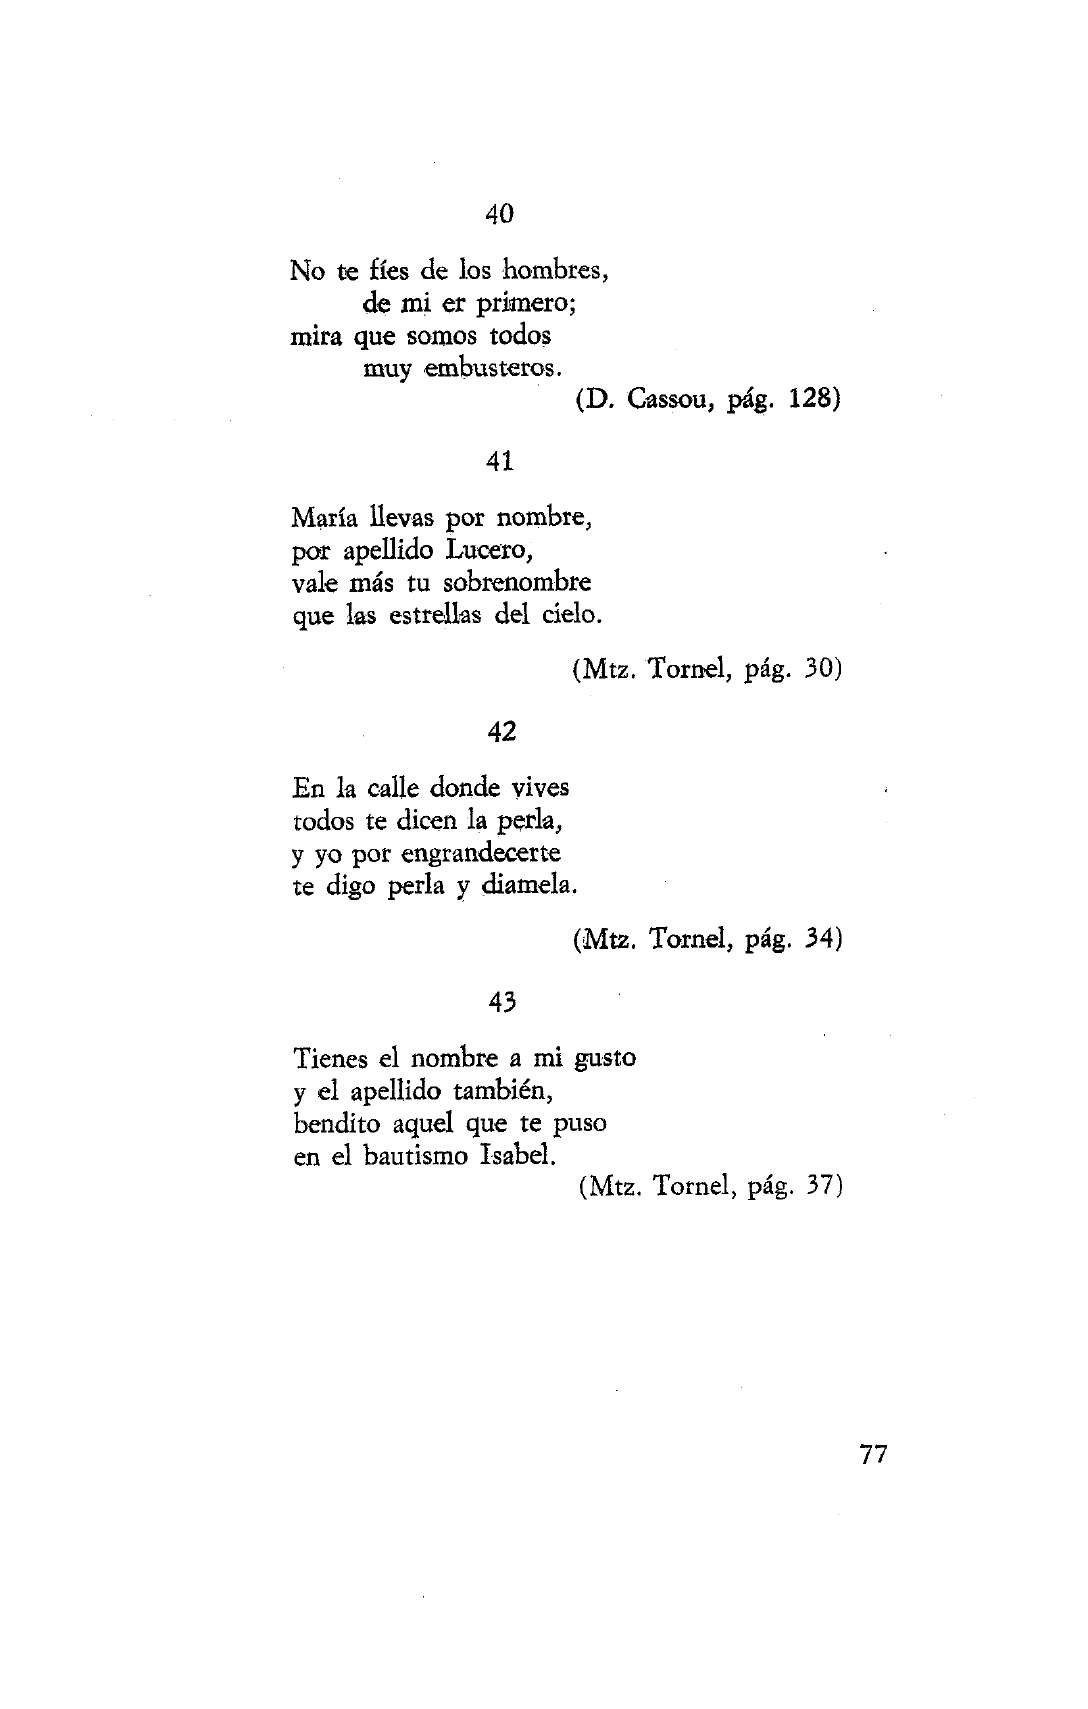 40
No te fíes de los hombres,
de mi er primero;
mira que somos todos
muy embusteros.
(D. Cassou, pág. 128)
41
María llevas por nombre,
por apellido Lucero,
vale más tu sobrenombre
que las estrellas del cielo.
(Mtz. Tornel, pág. 30)
42
En la calle donde vives
todos te dicen la perla,
y yo por engrandecerte
te digo perla y diamela.
(Mtz. Tornel, pág. 34)
43
Tienes el nombre a mi gusto
y el apellido también,
bendito aquel que te puso
en el bautismo Isabel.
(Mtz. Tornel, pág. 37)
77